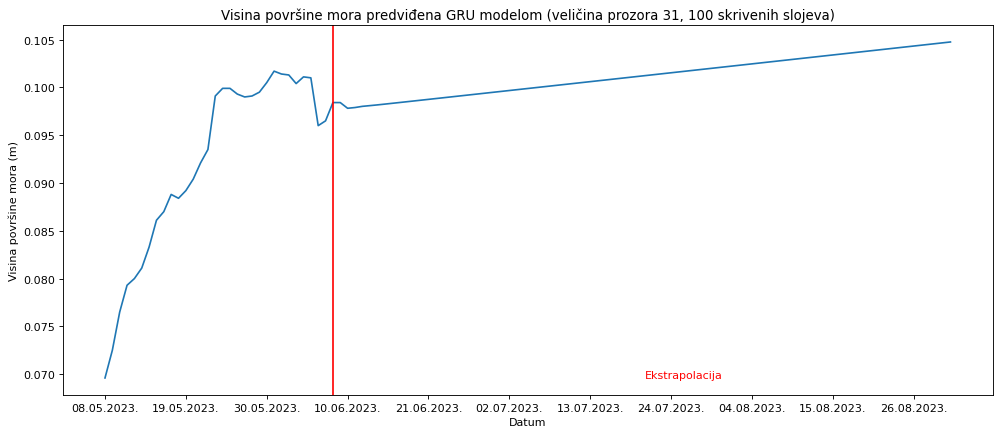 Visina površine mora predviđena GRU modelom (veličina prozora 31, 100 skrivenih slojeva)
Visina površine mora (m)
0.105
0.100
0.095
0.090
0.085
0.080
0.075
0.070
Ekstrapolacija
08.05.2023. 19.05.2023. 30.05.2023. 10.06.2023. 21.06.2023. 02.07.2023. 13.07.2023. 24.07.2023. 04.08.2023. 15.08.2023. 26.08.2023.
Datum